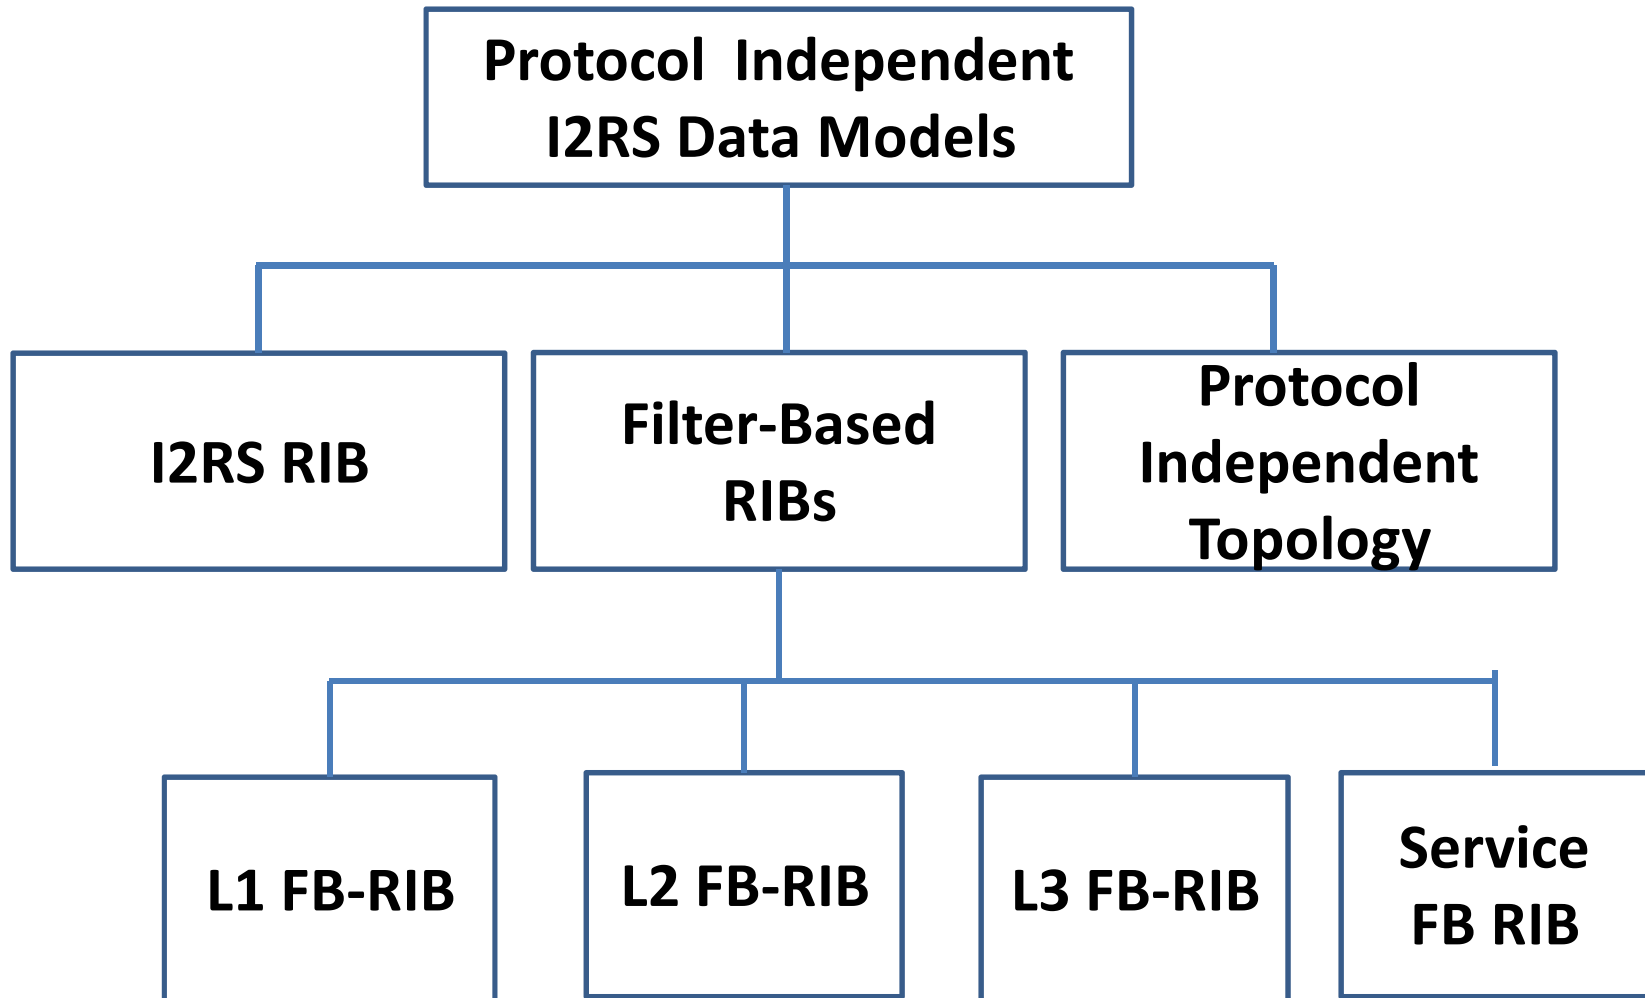 Protocol Independent
I2RS Data Models
I2RS RIB
Filter-Based
RIBs
Protocol
Independent
Topology
L1 FB-RIB
L2 FB-RIB
L3 FB-RIB
Service
FB RIB